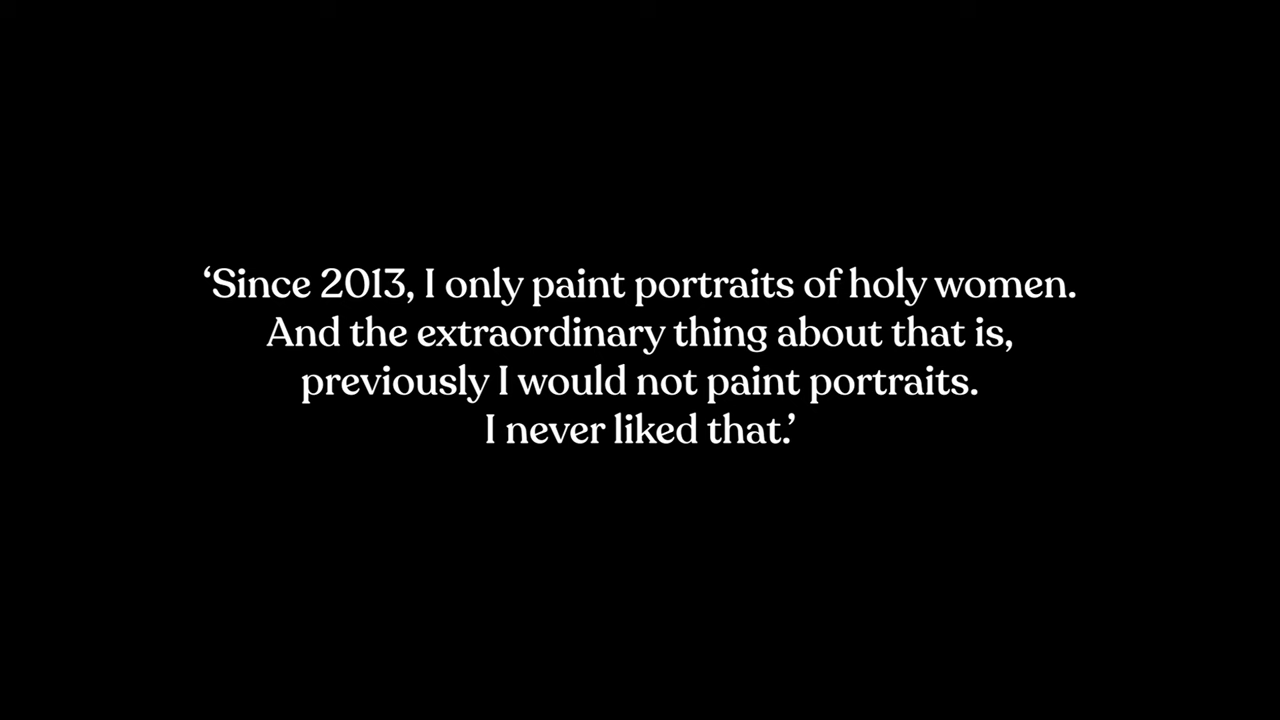 ‘Since 2013, I only paint portraits of holy women.
And the extraordinary thing about that is,
previously I would not paint portraits.
I never liked that.’